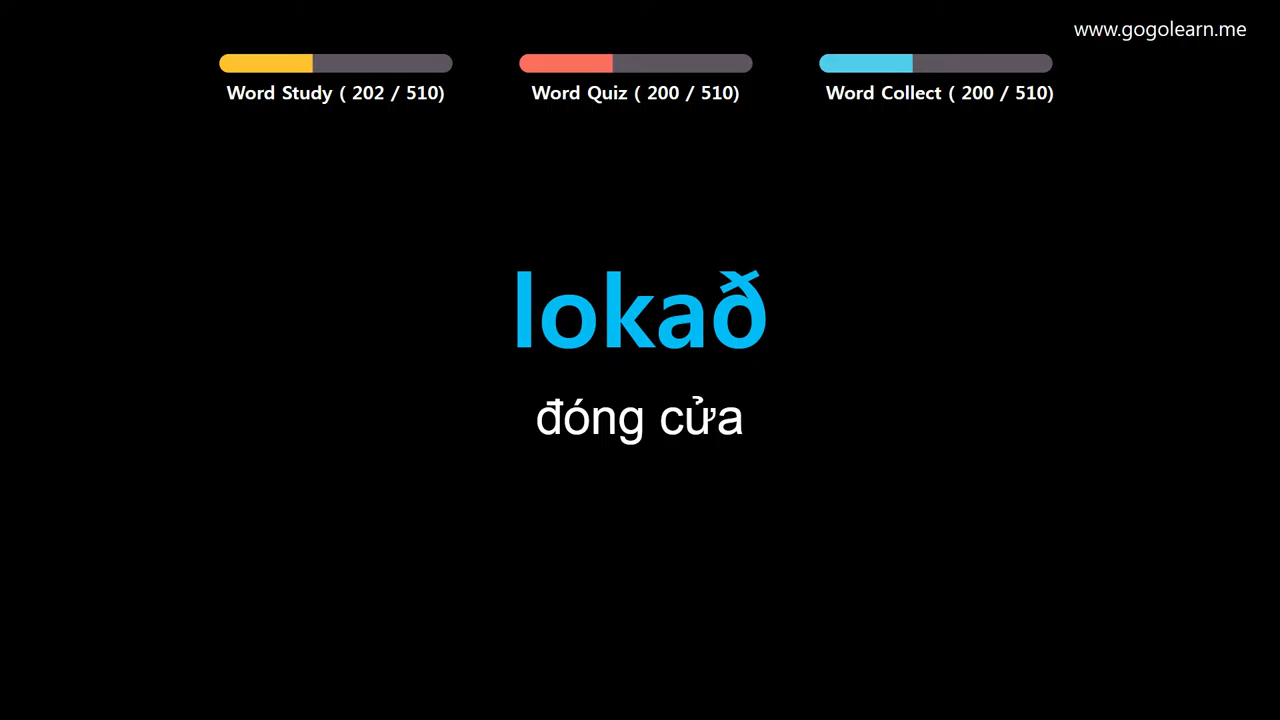 www.gogolearn.me
Word Study ( 202 / 510)
Word Quiz ( 200 / 510)
Word Collect ( 200 / 510)
lokað
đóng cửa